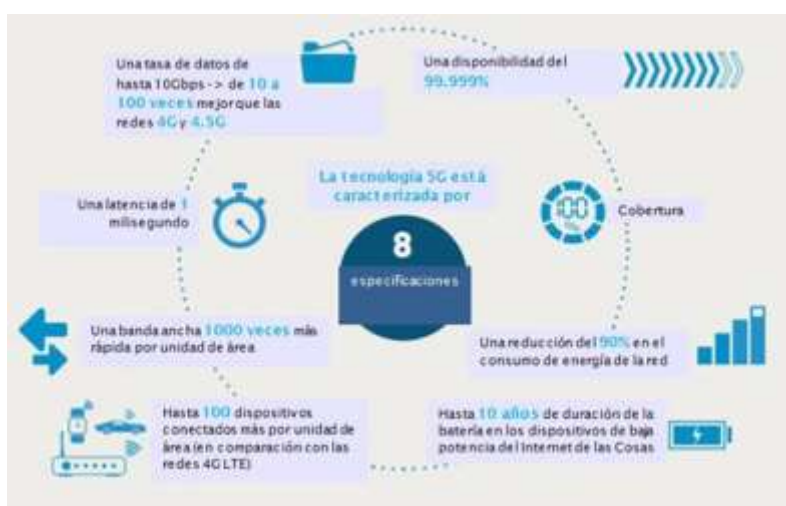 Una tasa de datos de
hasta 10Gbps -> de 10 a
100 veces mejor que las
redes 4G y 4.5G
Una disponibilidad del
99.999%
La tecnología 5G está
caracterizada por
8
especificaciones
Una latencia de 1
milisegundo
100
%
Cobertura
Una banda ancha 1000 veces más
rápida por unidad de área
Una reducción del 90% en el
consumo de energía de la red
Hasta 100 dispositivos
conectados más por unidad de
área (en comparación con las
redes 4G LTE)
Hasta 10 años de duración de la
batería en los dispositivos de baja
potencia del Internet de las Cosas